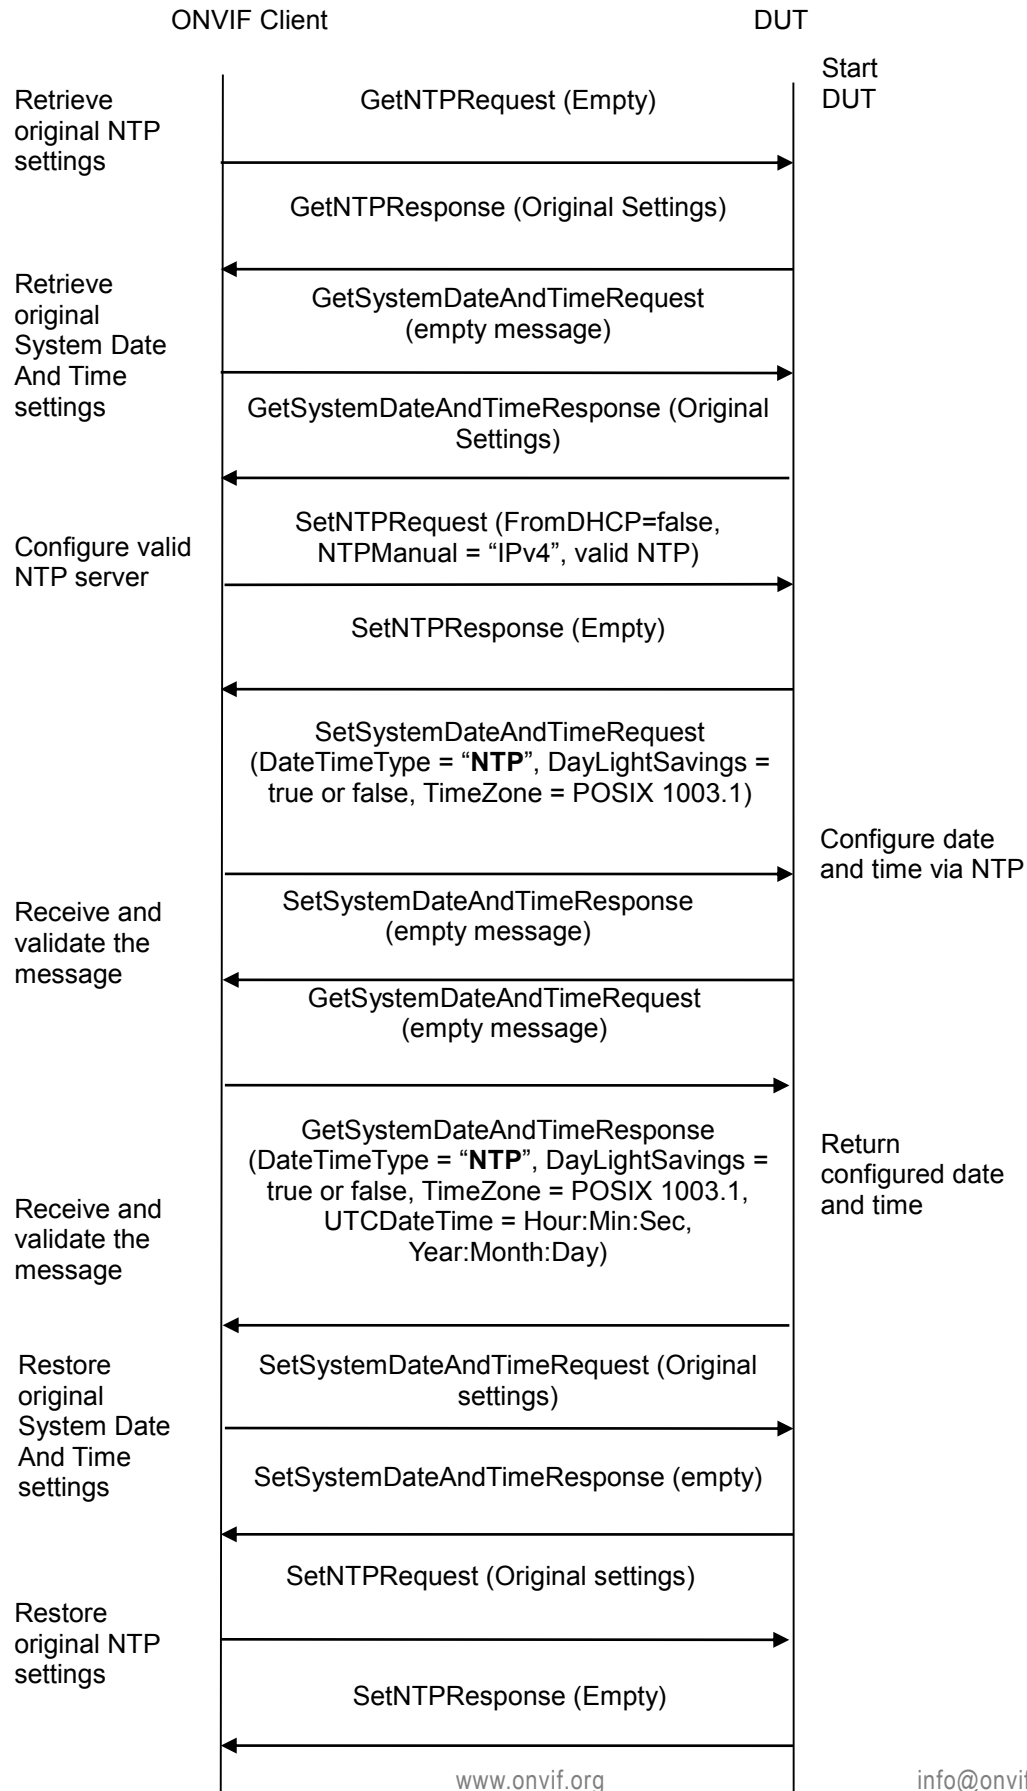 ONVIF Client
DUT
Start
DUT
Retrieve
original NTP
settings
GetNTPRequest (Empty)
GetNTPResponse (Original Settings)
Retrieve
original
System Date
And Time
settings
GetSystemDateAndTimeRequest
(empty message)
GetSystemDateAndTimeResponse (Original
Settings)
Configure valid
NTP server
SetNTPRequest (FromDHCP=false,
NTPManual = “IPv4”, valid NTP)
SetNTPResponse (Empty)
SetSystemDateAndTimeRequest
(DateTimeType = “NTP”, DayLightSavings =
true or false, TimeZone = POSIX 1003.1)
Configure date
and time via NTP
Receive and
validate the
message
SetSystemDateAndTimeResponse
(empty message)
GetSystemDateAndTimeRequest
(empty message)
GetSystemDateAndTimeResponse
(DateTimeType = “NTP”, DayLightSavings =
true or false, TimeZone = POSIX 1003.1,
UTCDateTime = Hour:Min:Sec,
Year:Month:Day)
Return
configured date
and time
Receive and
validate the
message
Restore
original
System Date
And Time
settings
SetSystemDateAndTimeRequest (Original
settings)
SetSystemDateAndTimeResponse (empty)
SetNTPRequest (Original settings)
Restore
original NTP
settings
SetNTPResponse (Empty)
www.onvif.org
info@onvif